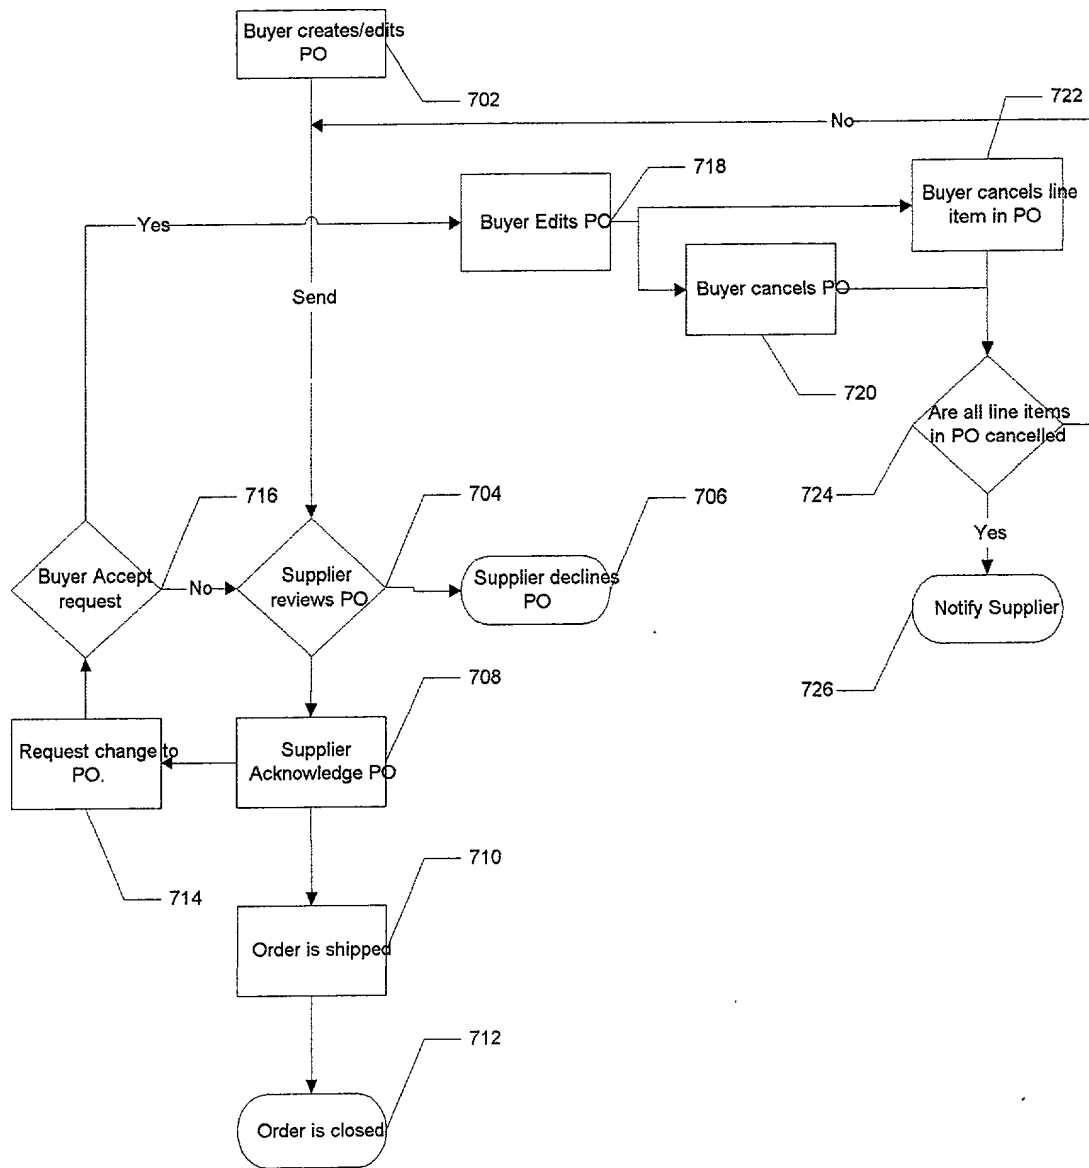 Buyer creates/edits
PO
702
722
No
718
Buyer cancels line
item in PO
Yes
Buyer Edits PO
Send
Buyer cancels PO
720
Are all line items
in PO cancelled
724
716
704
706
Yes
Buyer Accept
request
No
Supplier
reviews PO
Supplier declines
PO
Notify Supplier
708
726
Request change to
PO.
Supplier
Acknowledge PO
710
714
Order is shipped
712
Order is closed